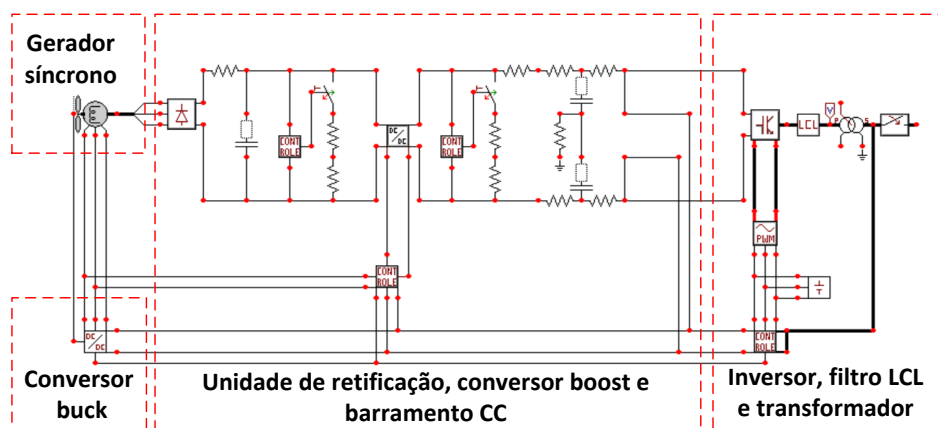 Gerador
síncrono
T
CONT
ROLE
DC
DC
T
CONT
ROLE
LCL
V
P
S
PWM
CONT
ROLE
DC
DC
CONT
ROLE
Conversor
buck
Unidade de retificação, conversor boost e
barramento CC
Inversor, filtro LCL
e transformador